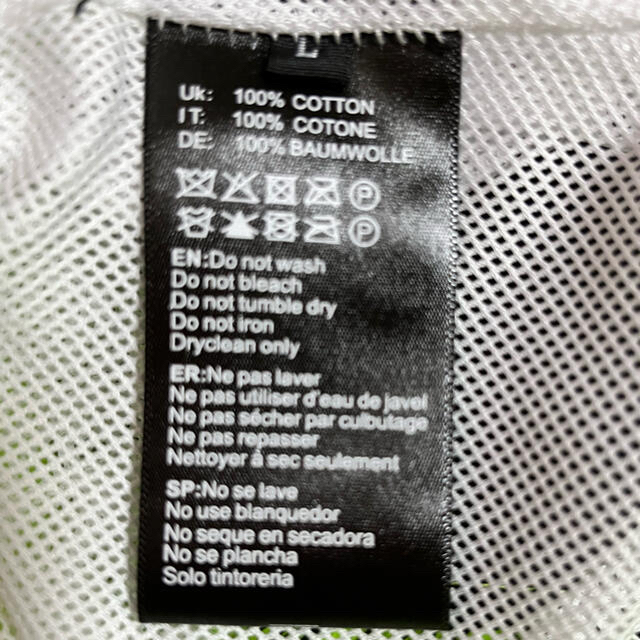 L
Uk: 100% COTTON
IT: 100% COTONE
DE: 100% BAUMWOLLE
P
P
EN:Do not wash
Do not bleach
Do not tumble dry
Do not iron
Dryclean only
ER:Ne pas laver
Ne pas utiliser d'eau de javel
Ne pas sécher par culbutage
Ne pas repasser
Nettoyer á sec seulement
SP:No se lave
No use blanquedor
No seque en secadora
No se plancha
Solo tintoreria